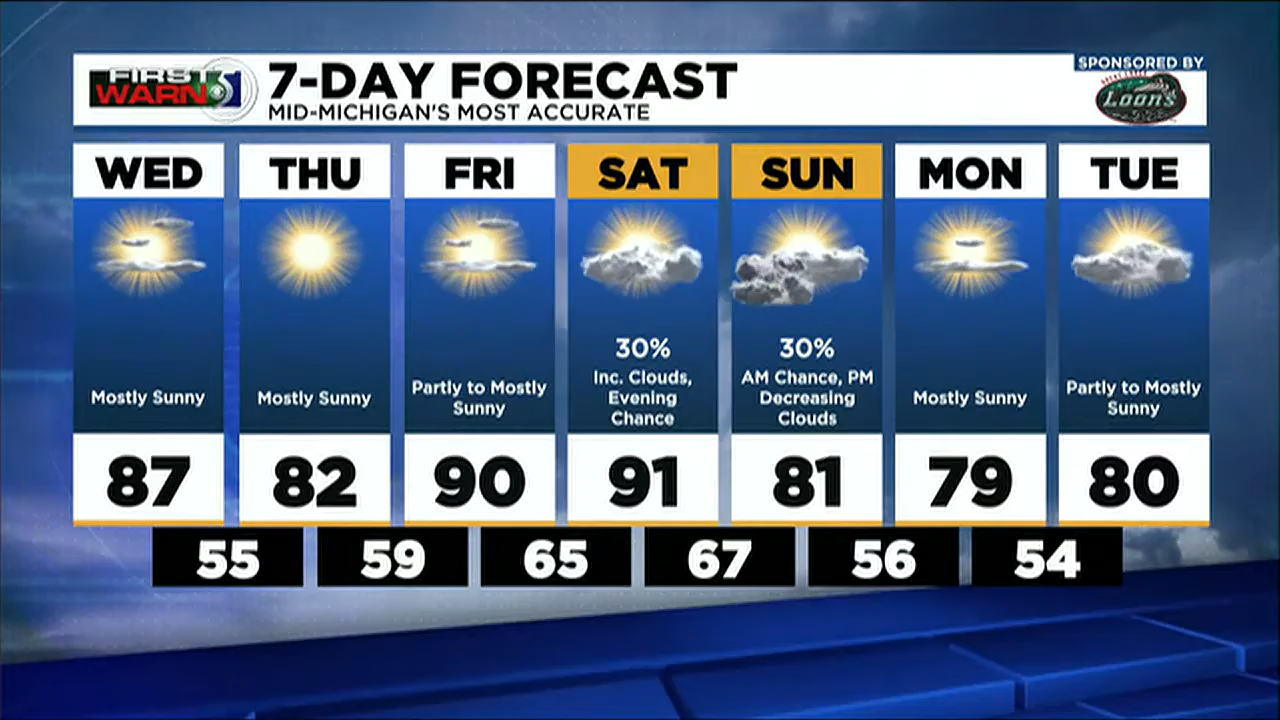 FIRST
WARN 5
7-DAY FORECAST
MID-MICHIGAN'S MOST ACCURATE
SPONSORED BY
Loons
WED THU FRI SAT SUN MON TUE
Mostly Sunny
Mostly Sunny
Partly to Mostly
Sunny
30%
Inc. Clouds,
Evening
Chance
30%
AM Chance, PM
Decreasing
Clouds
Mostly Sunny
Partly to Mostly
Sunny
87 82 90 91 81 79 80
55 59 65 67 56 54